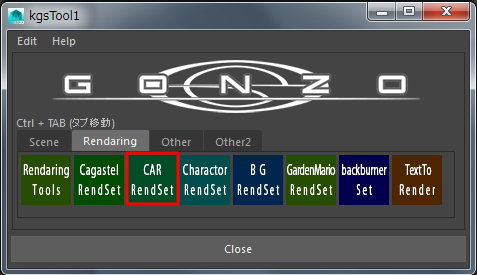 kgsTool1
Edit Help
GONZO
Ctrl + TAB (タブ移動)
Scene Rendaring Other Other2
Rendaring Tools
Cagastel RendSet
CAR RendSet
Charactor RendSet
B G RendSet
GardenMario RendSet
backburner Set
TextTo Render
Close